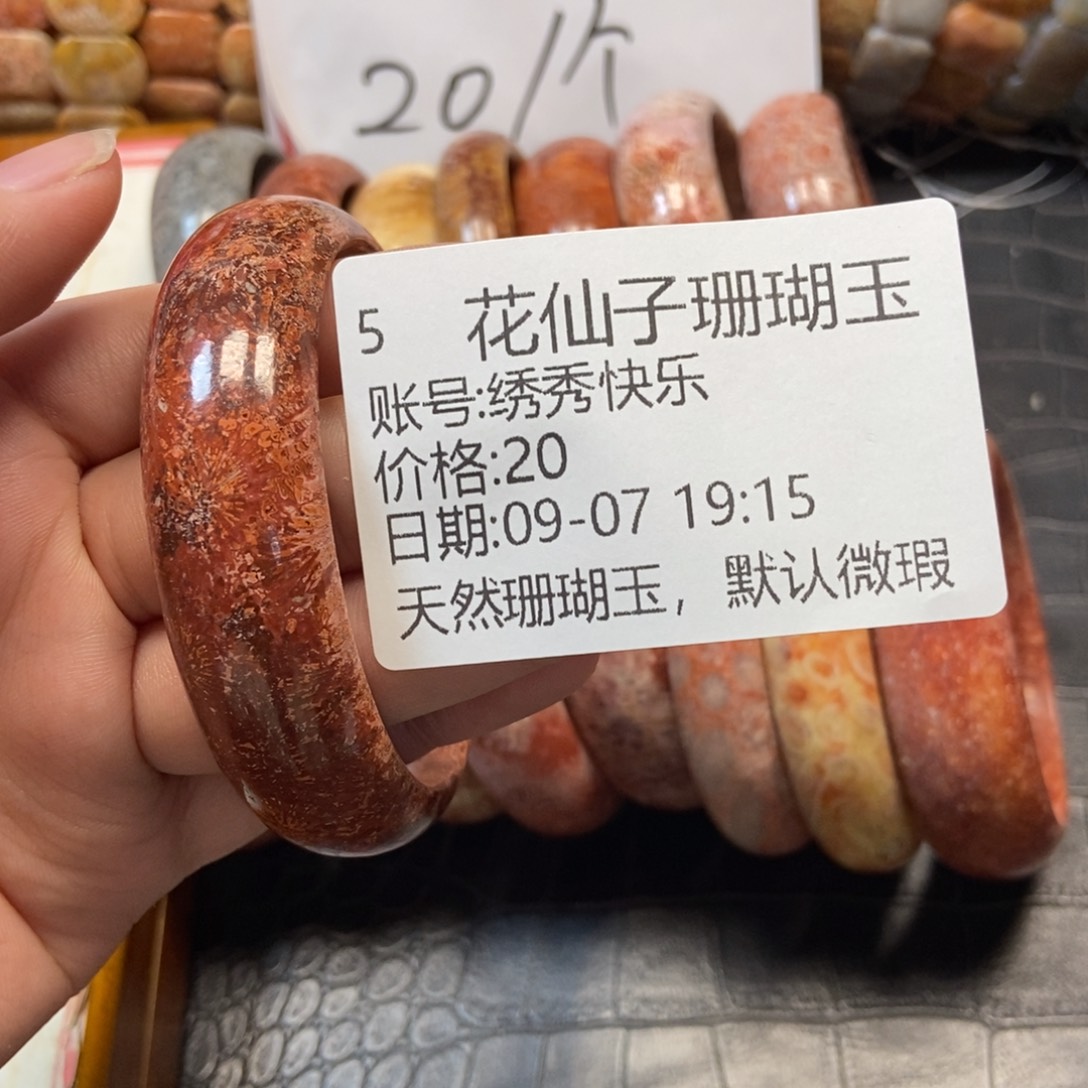 20/个
5 花仙子珊瑚玉
账号:绣秀快乐
价格:20
日期:09-07 19:15
天然珊瑚玉，默认微瑕